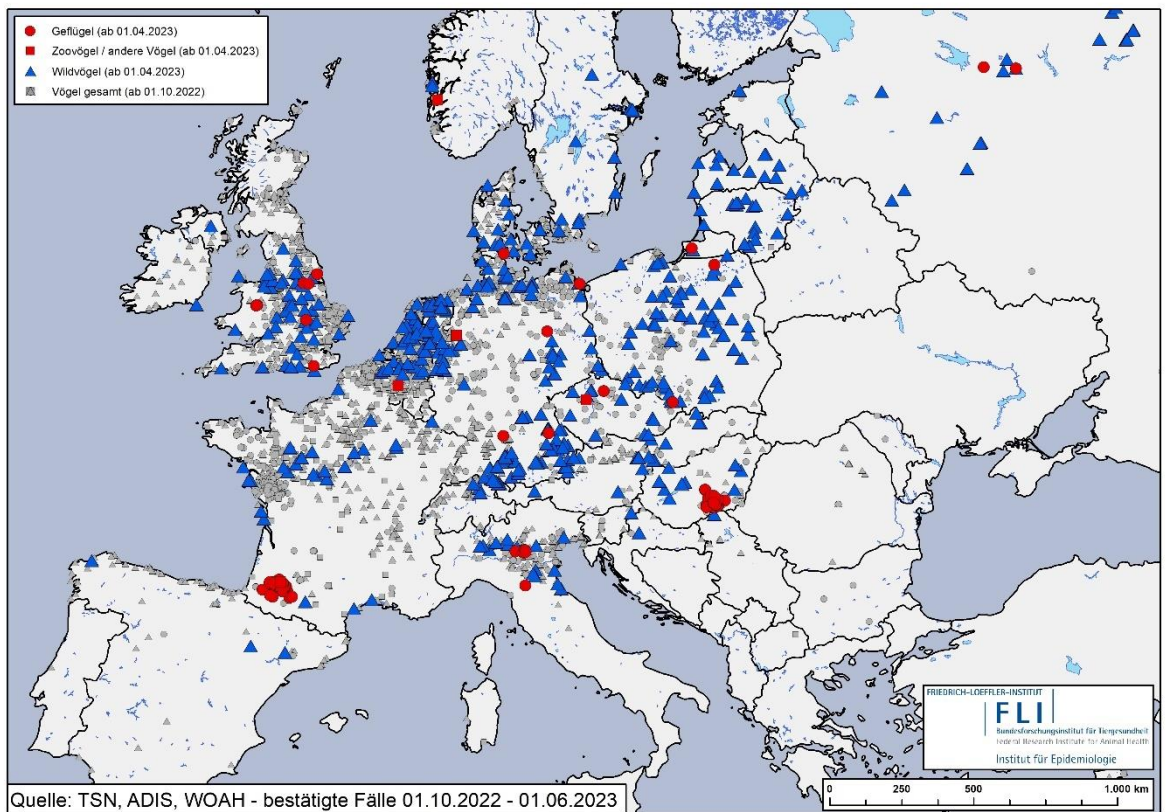 Geflügel (ab 01.04.2023)
Zoovögel / andere Vögel (ab 01.04.2023)
Wildvögel (ab 01.04.2023)
Vögel gesamt (ab 01.10.2022)
FRIEDRICH-LOEFFLER-INSTITUT
FLI
Bundesforschungsinstitut für Tiergesundheit
Federal Research Institute for Animal Health
Institut für Epidemiologie
0 500 1.000 km
Quelle: TSN, ADIS, WOAH - bestätigte Fälle 01.10.2022 - 01.06.2023